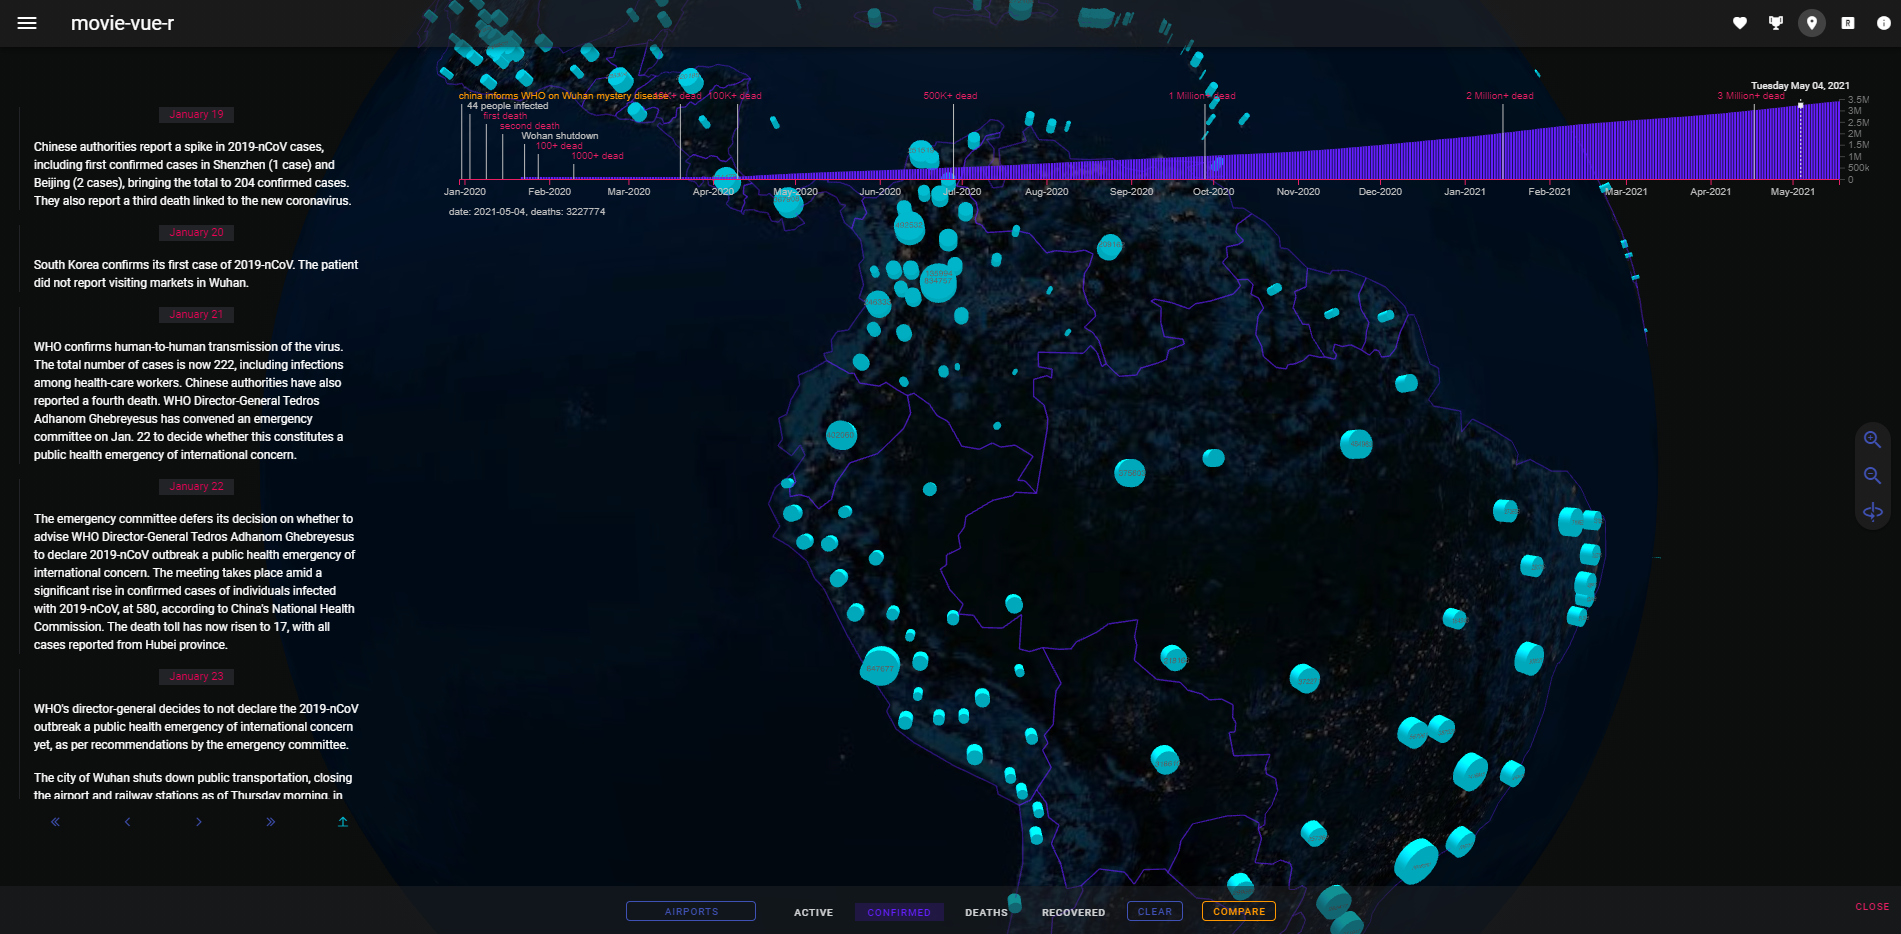 movie-vue-r
January 19
Chinese authorities report a spike in 2019-nCoV cases,
including first confirmed cases in Shenzhen (1 case) and
Beijing (2 cases), bringing the total to 204 confirmed cases.
They also report a third death linked to the new coronavirus.
January 20
South Korea confirms its first case of 2019-nCoV. The patient
did not report visiting markets in Wuhan.
January 21
WHO confirms human-to-human transmission of the virus.
The total number of cases is now 222, including infections
among health-care workers. Chinese authorities have also
reported a fourth death. WHO Director-General Tedros
Adhanom Ghebreyesus has convened an emergency
committee on Jan. 22 to decide whether this constitutes a
public health emergency of international concern.
January 22
The emergency committee defers its decision on whether to
advise WHO Director-General Tedros Adhanom Ghebreyesus
to declare 2019-nCoV outbreak a public health emergency of
international concern. The meeting takes place amid a
significant rise in confirmed cases of individuals infected
with 2019-nCoV, at 580, according to China's National Health
Commission. The death toll has now risen to 17, with all
cases reported from Hubei province.
January 23
WHO's director-general decides to not declare the 2019-nCoV
outbreak a public health emergency of international concern
yet, as per recommendations by the emergency committee.
The city of Wuhan shuts down public transportation, closing
the airport and railway stations as of Thursday morning, in
Tuesday May 04, 2021
china informs WHO on Wuhan mystery disease
dead 100K+ dead 500K+ dead 1 Million+ dead 2 Million+ dead 3 Million+ dead
44 people infected
first death
second death
Wohan shutdown
100+ dead
1000+ dead
3.5M
3M
2.5M
2M
1.5M
1M
500k
0
Jan-2020 Feb-2020 Mar-2020 Apr-2020 May-2020 Jun-2020 Jul-2020 Aug-2020 Sep-2020 Oct-2020 Nov-2020 Dec-2020 Jan-2021 Feb-2021 Mar-2021 Apr-2021 May-2021
date: 2021-05-04, deaths: 3227774
834757
847677
AIRPORTS ACTIVE CONFIRMED DEATHS RECOVERED CLEAR COMPARE CLOSE